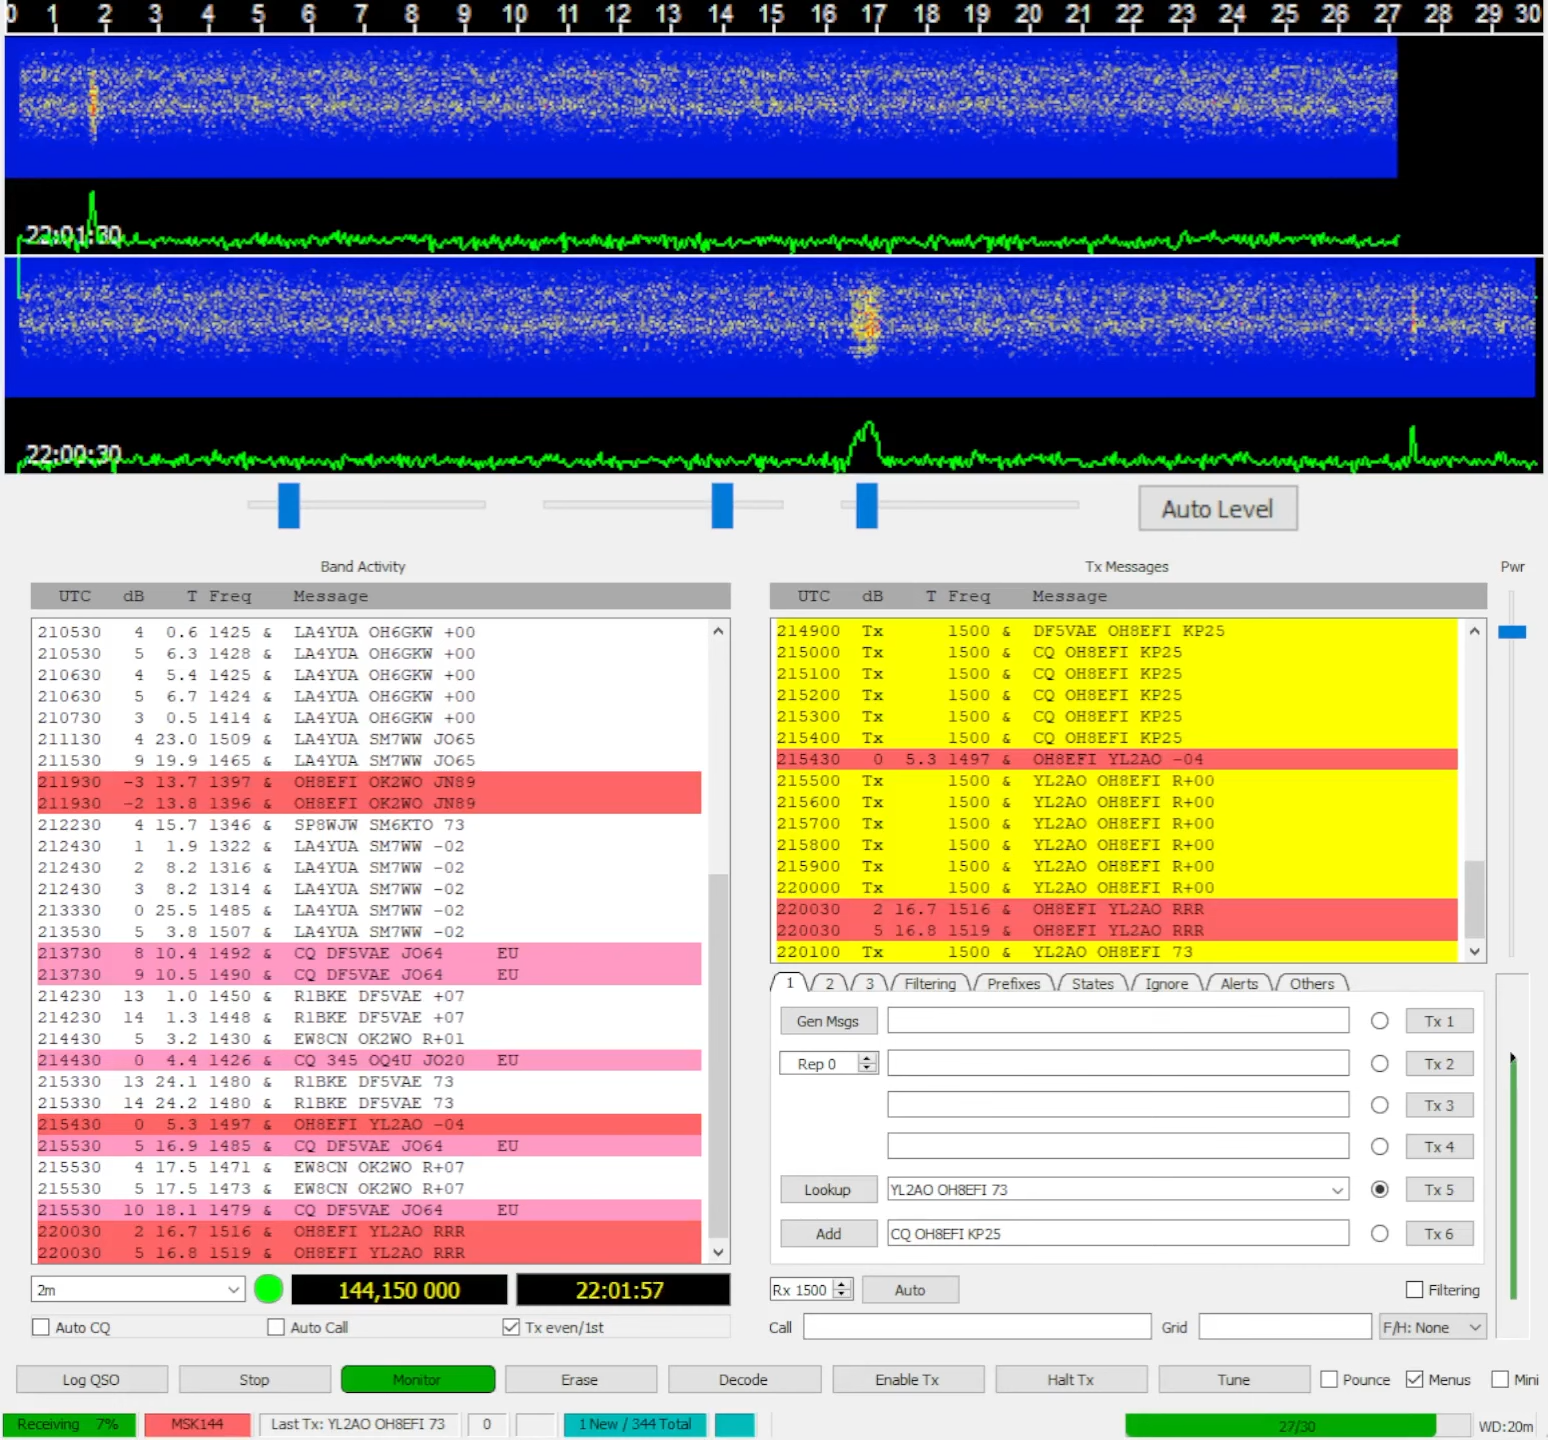 0 1 2 3 4 5 6 7 8 9 10 11 12 13 14 15 16 17 18 19 20 21 22 23 24 25 26 27 28 29 30
22:01:30
22:00:30
Auto Level
Band Activity
UTC dB T Freq Message
210530 4 0.6 1425 & LA4YUA OH6GKW +00
210530 5 6.3 1428 & LA4YUA OH6GKW +00
210630 4 5.4 1425 & LA4YUA OH6GKW +00
210630 5 6.7 1424 & LA4YUA OH6GKW +00
210730 3 0.5 1414 & LA4YUA OH6GKW +00
211130 4 23.0 1509 & LA4YUA SM7WW JO65
211530 9 19.9 1465 & LA4YUA SM7WW JO65
211930 -3 13.7 1397 & OH8EFI OK2WO JN89
211930 -2 13.8 1396 & OH8EFI OK2WO JN89
212230 4 15.7 1346 & SP8WJW SM6KTO 73
212430 1 1.9 1322 & LA4YUA SM7WW -02
212430 2 8.2 1316 & LA4YUA SM7WW -02
212430 3 8.2 1314 & LA4YUA SM7WW -02
213330 0 25.5 1485 & LA4YUA SM7WW -02
213530 5 3.8 1507 & LA4YUA SM7WW -02
213730 8 10.4 1492 & CQ DF5VAE JO64 EU
213730 9 10.5 1490 & CQ DF5VAE JO64 EU
214230 13 1.0 1450 & R1BKE DF5VAE +07
214230 14 1.3 1448 & R1BKE DF5VAE +07
214430 5 3.2 1430 & EW8CN OK2WO R+01
214430 0 4.4 1426 & CQ 345 OQ4U JO20 EU
215330 13 24.1 1480 & R1BKE DF5VAE 73
215330 14 24.2 1480 & R1BKE DF5VAE 73
215430 0 5.3 1497 & OH8EFI YL2AO -04
215530 5 16.9 1485 & CQ DF5VAE JO64 EU
215530 4 17.5 1471 & EW8CN OK2WO R+07
215530 5 17.5 1473 & EW8CN OK2WO R+07
215530 10 18.1 1479 & CQ DF5VAE JO64 EU
220030 2 16.7 1516 & OH8EFI YL2AO RRR
220030 5 16.8 1519 & OH8EFI YL2AO RRR
Tx Messages
Pwr
UTC dB T Freq Message
214900 Tx 1500 & DF5VAE OH8EFI KP25
215000 Tx 1500 & CQ OH8EFI KP25
215100 Tx 1500 & CQ OH8EFI KP25
215200 Tx 1500 & CQ OH8EFI KP25
215300 Tx 1500 & CQ OH8EFI KP25
215400 Tx 1500 & CQ OH8EFI KP25
215430 0 5.3 1497 & OH8EFI YL2AO -04
215500 Tx 1500 & YL2AO OH8EFI R+00
215600 Tx 1500 & YL2AO OH8EFI R+00
215700 Tx 1500 & YL2AO OH8EFI R+00
215800 Tx 1500 & YL2AO OH8EFI R+00
215900 Tx 1500 & YL2AO OH8EFI R+00
220000 Tx 1500 & YL2AO OH8EFI R+00
220030 2 16.7 1516 & OH8EFI YL2AO RRR
220030 5 16.8 1519 & OH8EFI YL2AO RRR
220100 Tx 1500 & YL2AO OH8EFI 73
1 2 3 Filtering Prefixes States Ignore Alerts Others
Gen Msgs Tx 1
Rep 0 Tx 2
Tx 3
Tx 4
Lookup YL2AO OH8EFI 73 Tx 5
Add CQ OH8EFI KP25 Tx 6
2m 144,150 000 22:01:57
Rx 1500 Auto Filtering
Auto CQ Auto Call Tx even/1st
Call Grid F/H: None
Log QSO Stop Monitor Erase Decode Enable Tx Halt Tx Tune Pounce Menus Mini
Receiving 7% MSK144 Last Tx: YL2AO OH8EFI 73 0 1 New / 344 Total 27/30 WD:20m